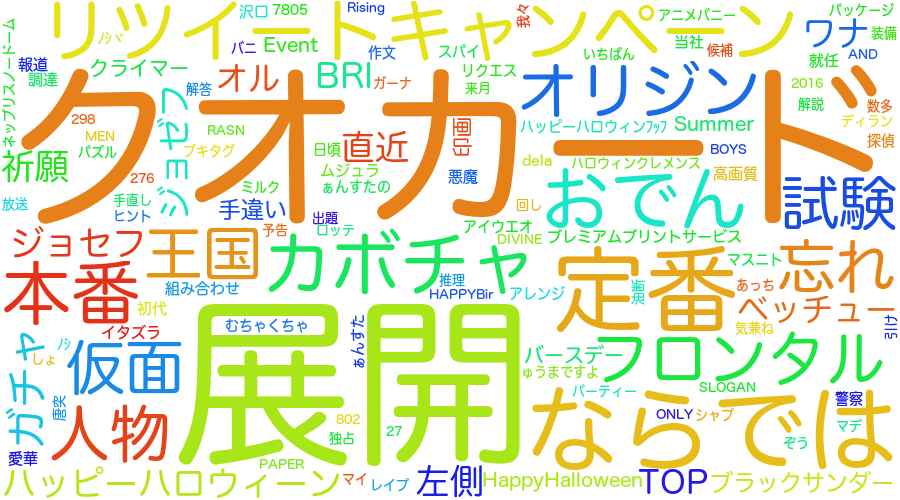 リツイートキャンペーン
クオカード
展開
ならでは
定番
カボチャ
おでん
オリジン
試験
忘れ
フロンタル
本番
人物
仮面
王国
ジョセフ
ジョゼフ
祈願
オル
BRI
直近
印画
手違い
左側
TOP
ブラックサンダー
HappyHalloween
ハッピーハロウィーン
ガチャ
バースデー
ベッチュー
ワナ
Summer
Event
クライマー
沢口
7805
Rising
我々
アニメパニー
パッケージ
装備
AND
就任
当社
候補
いちばん
スパイ
作文
バニ
報道
調達
ネップリスノードーム
解答
ガーナ
リクエス
来月
2016
解説
数多
ディラン
探偵
298
MEN
パズル
RASN
ブキタグ
276
手直し
ヒント
放送
ミルク
日頃
ムジュラ
ぁんすたの
悪魔
出題
予告
ロッテ
アイウエオ
DIVINE
プレミアムプリントサービス
dela
回し
ハッピーハロウィンアッフ
ハロウィンクレメンス
BOYS
高画質
マスニト
油断
あっち
気兼ね
引け
推理
HAPPYBir
アレンジ
組み合わせ
初代
イタズラ
しょ
むちゃくちゃ
ぁんすた
ゅうまですよ
パーティー
SLOGAN
ONLY
シャプ
警察
マデ
ぞう
唐突
愛華
802
独占
27
PAPER
マイ
レイプ